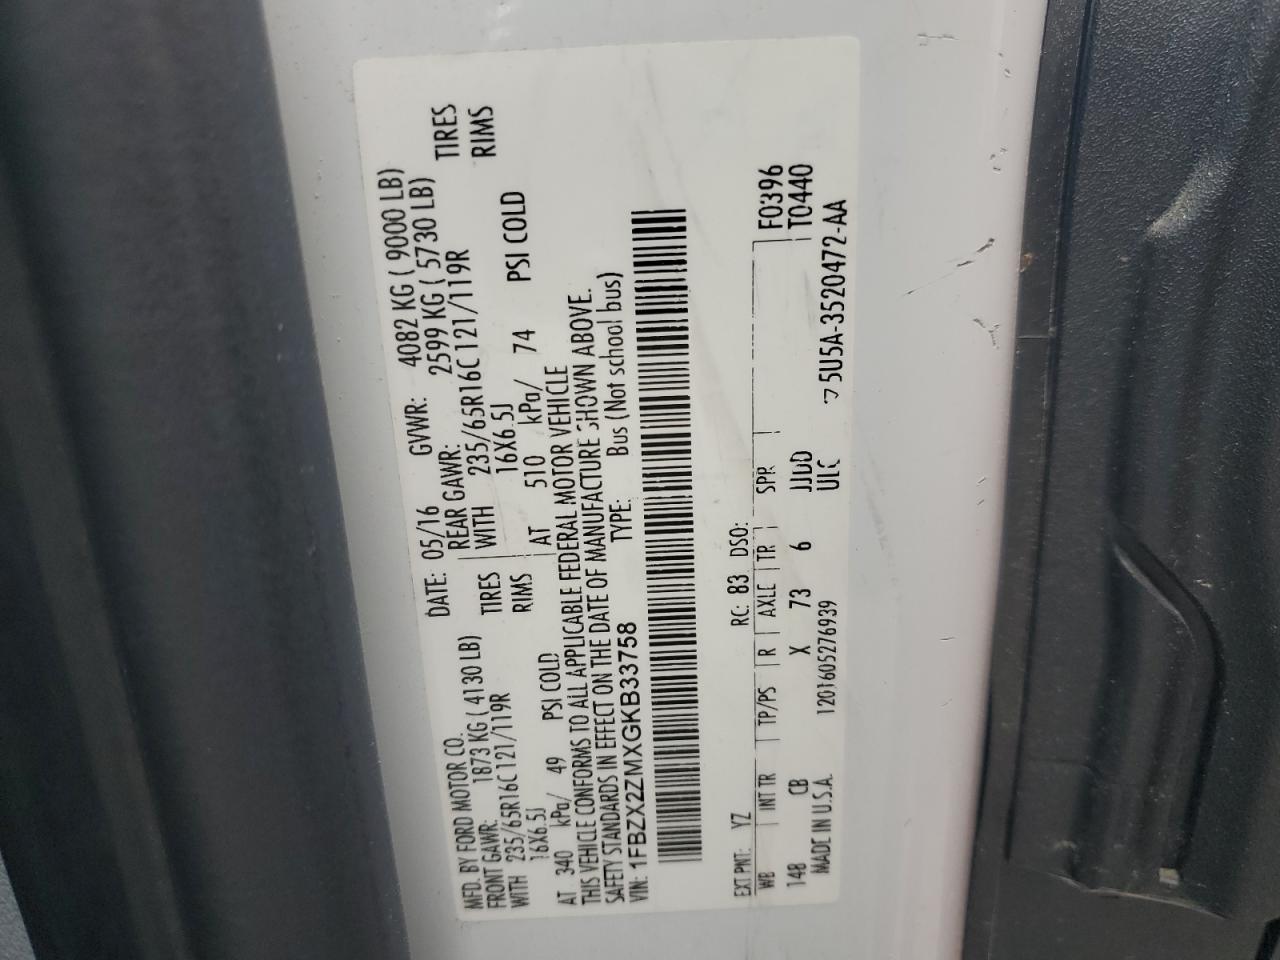 MFD. BY FORD MOTOR CO. DATE: 05/16 GVWR: 4082 KG ( 9000 LB)
FRONT GAWR: 1873 KG ( 4130 LB) REAR GAWR: 2599 KG ( 5730 LB)
WITH 235/65R16C 121/119R TIRES WITH 235/65R16C 121/119R TIRES
16X6.5J RIMS 16X6.5J RIMS
AT 340 kPa/ 49 PSI COLD AT 510 kPa/ 74 PSI COLD
THIS VEHICLE CONFORMS TO ALL APPLICABLE FEDERAL MOTOR VEHICLE
SAFETY STANDARDS IN EFFECT ON THE DATE OF MANUFACTURE SHOWN ABOVE.
VIN: 1FBZX2ZMXGKB33758 TYPE: Bus (Not school bus)
EXT PNT: YZ RC: 83 DSO: F0396
WB INT TR TP/PS R AXLE TR SPR T0440
148 CB X 73 6 JJDD
MADE IN U.S.A. 1201605276939 ULC 5U5A-3520472-AA